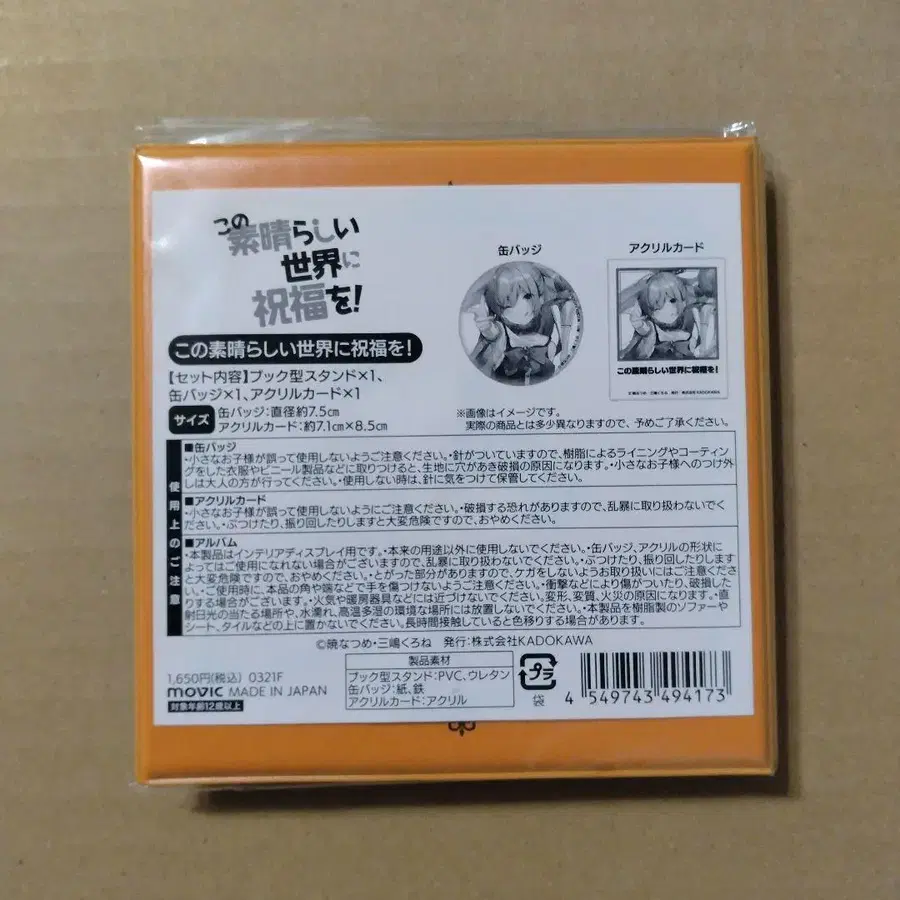 この
素晴らしい
世界に
祝福を!
この素晴らしい世界に祝福を!
【セット内容】ブック型スタンド×1、
缶バッジ×1、アクリルカード×1
サイズ
缶バッジ:直径約7.5㎝
アクリルカード:約7.1㎝×8.5㎝
缶バッジ
アクリルカード
この素晴らしい世界に祝福を!
※画像はイメージです。
実際の商品とは多少異なりますので、予めご了承ください。
使用上のご注意
■缶バッジ
・小さなお子様が誤って使用しないようご注意ください。・針がついていますので、樹脂によるライニングやコーティン
グをした衣服やビニール製品などに取りつけると、生地に穴があき破損の原因になります。・小さなお子様へのつけ外
しは大人の方が行ってください。・使用しない時は、針に気をつけて保管してください。
■アクリルカード
・小さなお子様が誤って使用しないようにご注意ください。・破損する恐れがありますので、乱暴に取り扱わないでく
ださい。・ぶつけたり、振り回したりしますと大変危険ですので、おやめください。
■アルバム
・本製品はインテリアディスプレイ用です。・本来の用途以外に使用しないでください。・缶バッジ、アクリルの形状に
よってはご使用になれない場合がございますので、乱暴に取り扱わないでください。・ぶつけたり、振り回したりします
と大変危険ですので、おやめください。・とがった部分がありますので、ケガをしないようお取り扱いにはご注意くださ
い。・ご使用時に、本品の角や端などで手を傷つけないようご注意ください。・衝撃などにより傷がついたり、破損した
りする場合がございます。・火気や暖房器具などには近づけないでください。変形、変質、火災の原因になります。・直
射日光の当たる場所や、水濡れ、高温多湿の環境な場所には放置しないでください。・本製品を樹脂製のソファーや
シート、タイルなどの上に置かないでください。長時間接触していると色移りする場合があります。
©暁なつめ・三嶋くろね 発行:株式会社KADOKAWA
1,650円(税込) 0321F
movic MADE IN JAPAN
対象年齢12歳以上
製品素材
ブック型スタンド:PVC、ウレタン
缶バッジ:紙、鉄
アクリルカード:アクリル
プラ
袋
4 549743 494173